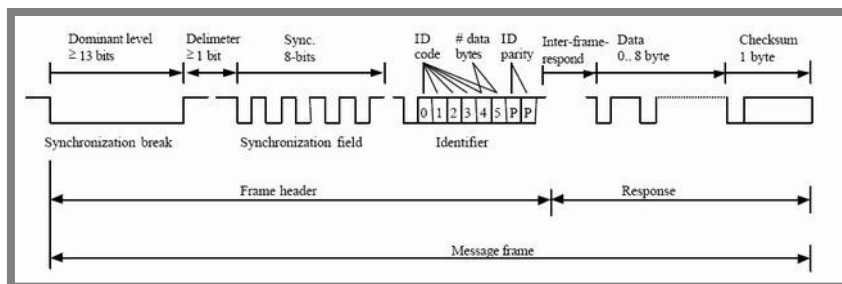 Dominant level
≥ 13 bits
Delimeter
≥ 1 bit
Sync.
8-bits
ID
code
# data
bytes
ID
parity
Inter-frame-
respond
Data
0.. 8 byte
Checksum
1 byte
0 1 2 3 4 5 P P
Synchronization break
Synchronization field
Identifier
Frame header
Response
Message frame